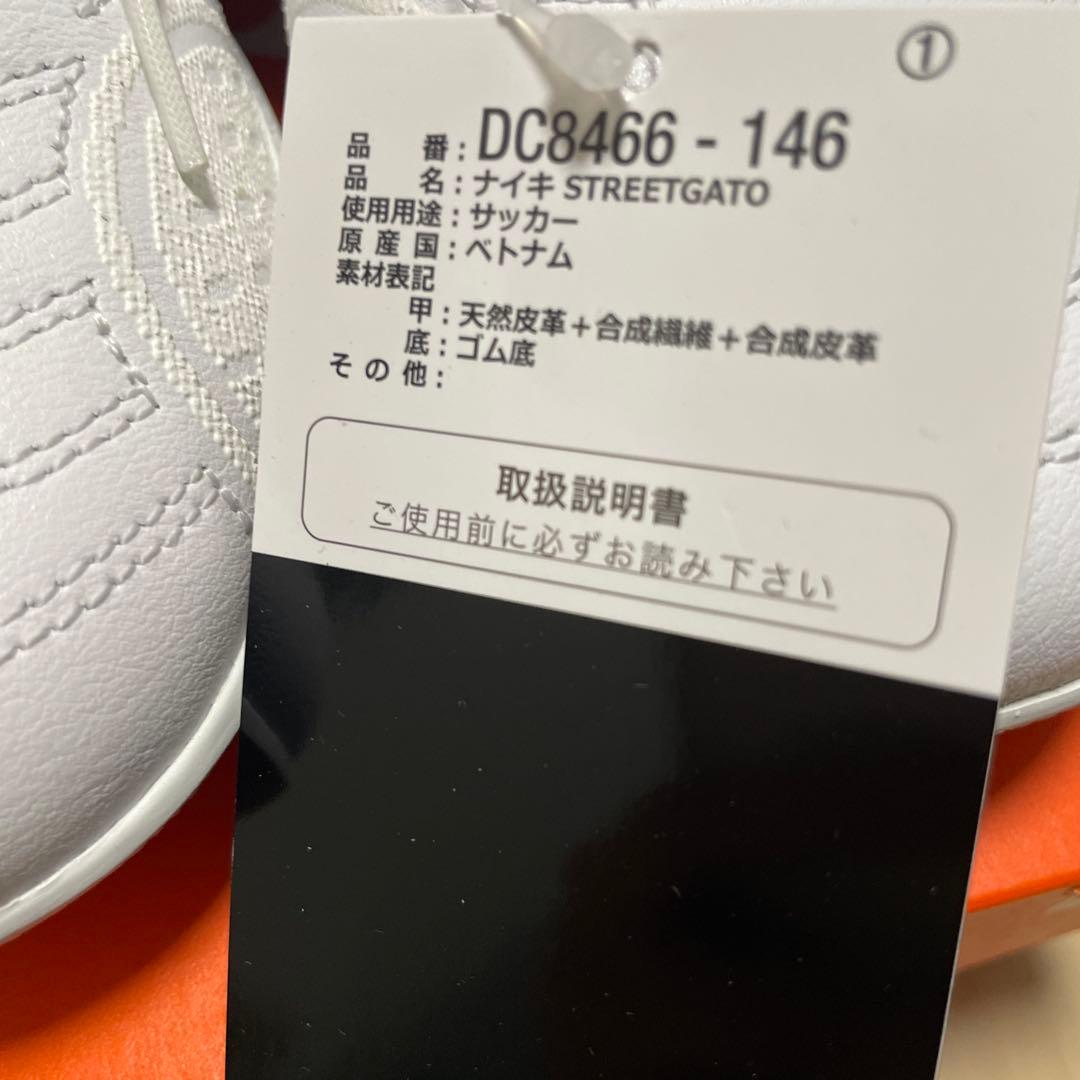 ①
品 番：DC8466 - 146
品 名：ナイキ STREETGATO
使用用途：サッカー
原 産 国：ベトナム
素材表記
甲：天然皮革＋合成繊維＋合成皮革
底：ゴム底
そ の 他：
取扱説明書
ご使用前に必ずお読み下さい